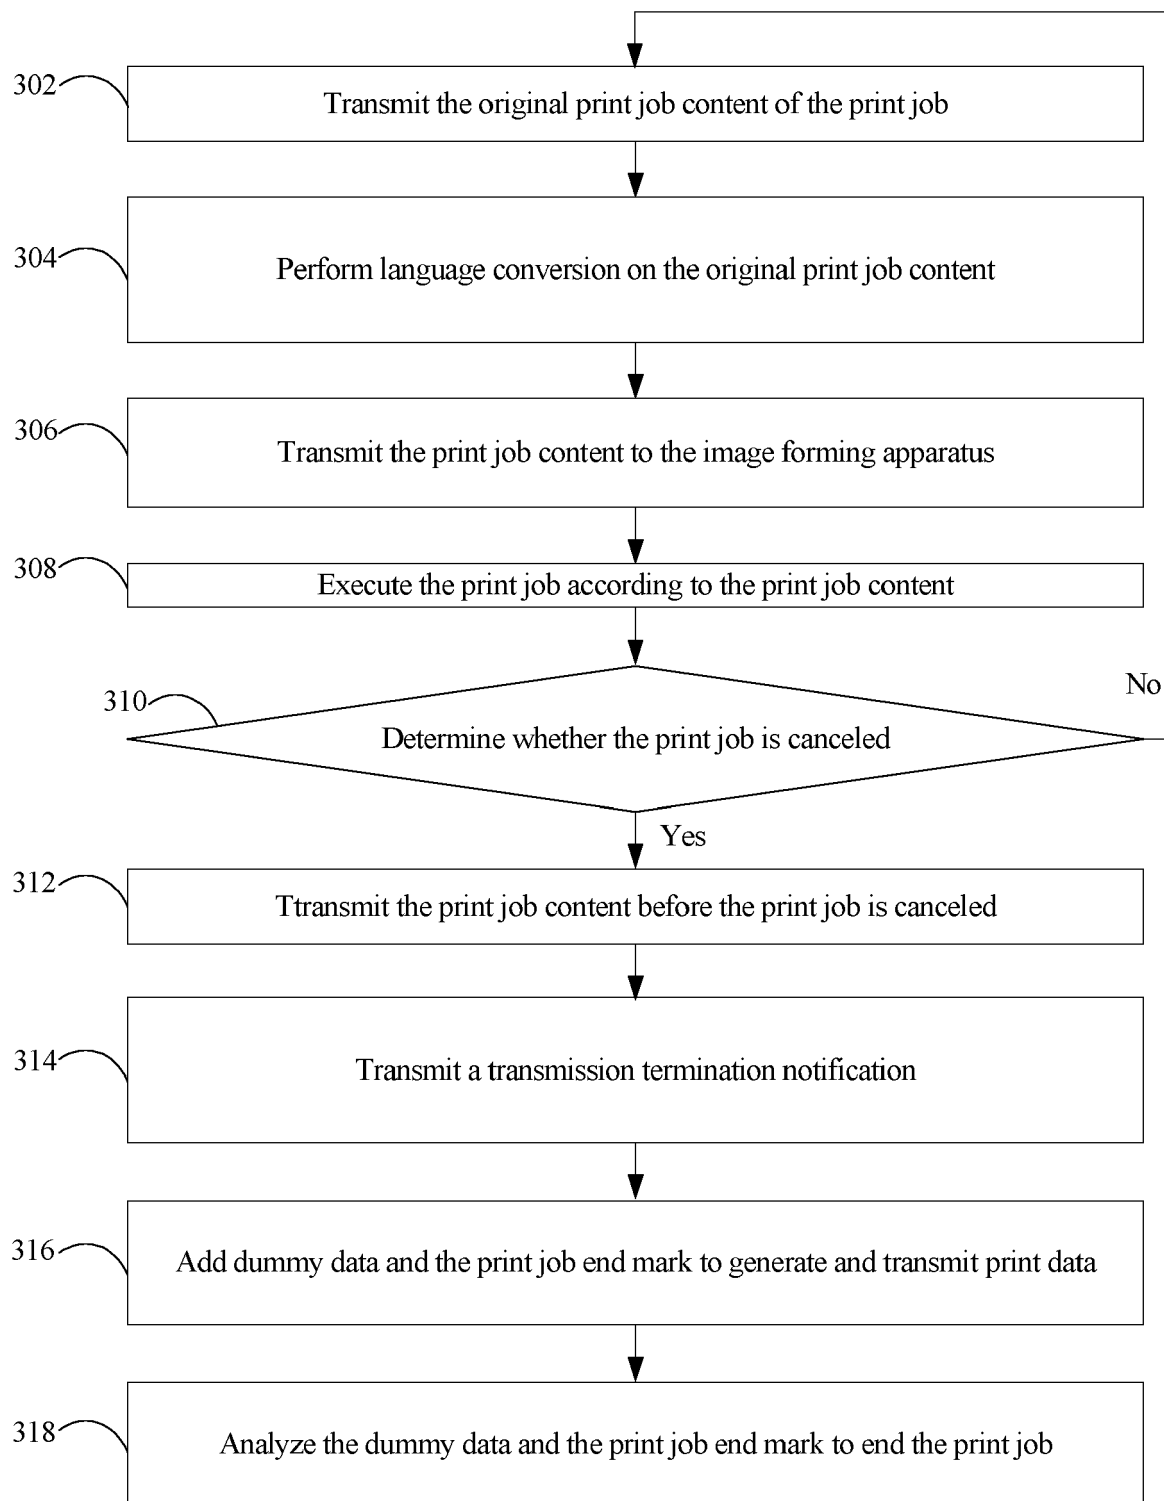 302
Transmit the original print job content of the print job
304
Perform language conversion on the original print job content
306
Transmit the print job content to the image forming apparatus
308
Execute the print job according to the print job content
310
No
Determine whether the print job is canceled
Yes
312
Ttransmit the print job content before the print job is canceled
314
Transmit a transmission termination notification
316
Add dummy data and the print job end mark to generate and transmit print data
318
Analyze the dummy data and the print job end mark to end the print job